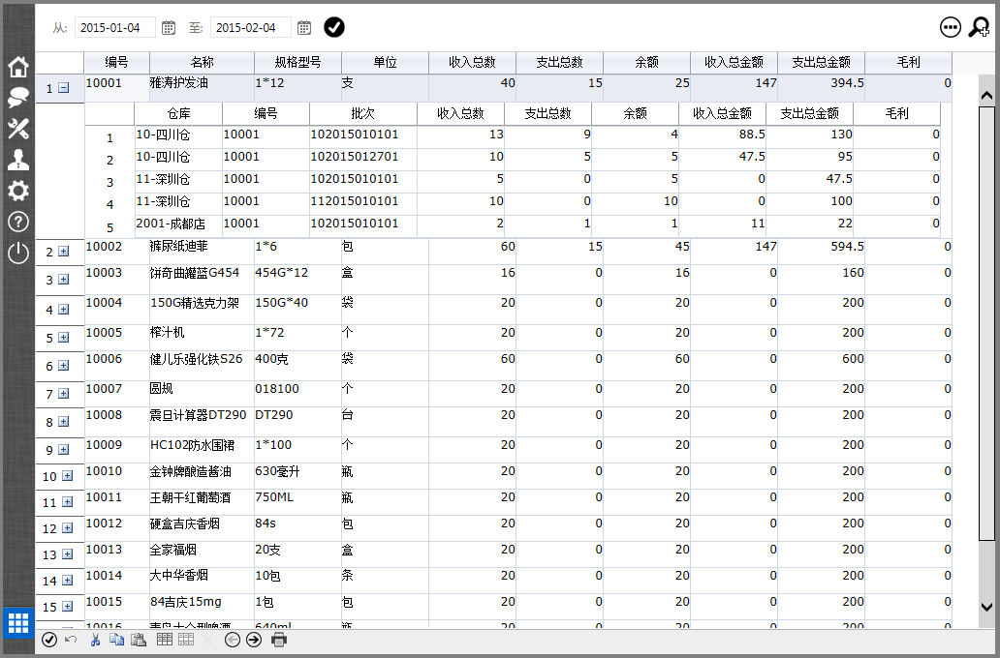 从: 2015-01-04 至: 2015-02-04
编号 名称 规格型号 单位 收入总数 支出总数 余额 收入总金额 支出总金额 毛利
1 10001 雅涛护发油 1*12 支 40 15 25 147 394.5 0
仓库 编号 批次 收入总数 支出总数 余额 收入总金额 支出总金额 毛利
1 10-四川仓 10001 102015010101 13 9 4 88.5 130 0
2 10-四川仓 10001 102015012701 10 5 5 47.5 95 0
3 11-深圳仓 10001 102015010101 5 0 5 0 47.5 0
4 11-深圳仓 10001 112015010101 10 0 10 0 100 0
5 2001-成都店 10001 102015010101 2 1 1 11 22 0
2 10002 裤尿纸迪菲 1*6 包 60 15 45 147 594.5 0
3 10003 饼奇曲罐蓝G454 454G*12 盒 16 0 16 0 160 0
4 10004 150G精选克力架 150G*40 袋 20 0 20 0 200 0
5 10005 榨汁机 1*72 个 20 0 20 0 200 0
6 10006 健儿乐强化铁S26 400克 袋 60 0 60 0 600 0
7 10007 圆规 018100 个 20 0 20 0 200 0
8 10008 震旦计算器DT290 DT290 台 20 0 20 0 200 0
9 10009 HC102防水围裙 1*100 个 20 0 20 0 200 0
10 10010 金钟牌酿造酱油 630毫升 瓶 20 0 20 0 200 0
11 10011 王朝干红葡萄酒 750ML 瓶 20 0 20 0 200 0
12 10012 硬盒吉庆香烟 84s 包 20 0 20 0 200 0
13 10013 全家福烟 20支 盒 20 0 20 0 200 0
14 10014 大中华香烟 10包 条 20 0 20 0 200 0
15 10015 84吉庆15mg 1包 包 20 0 20 0 200 0
10016 640ml 瓶 20 0 20 0 200 0